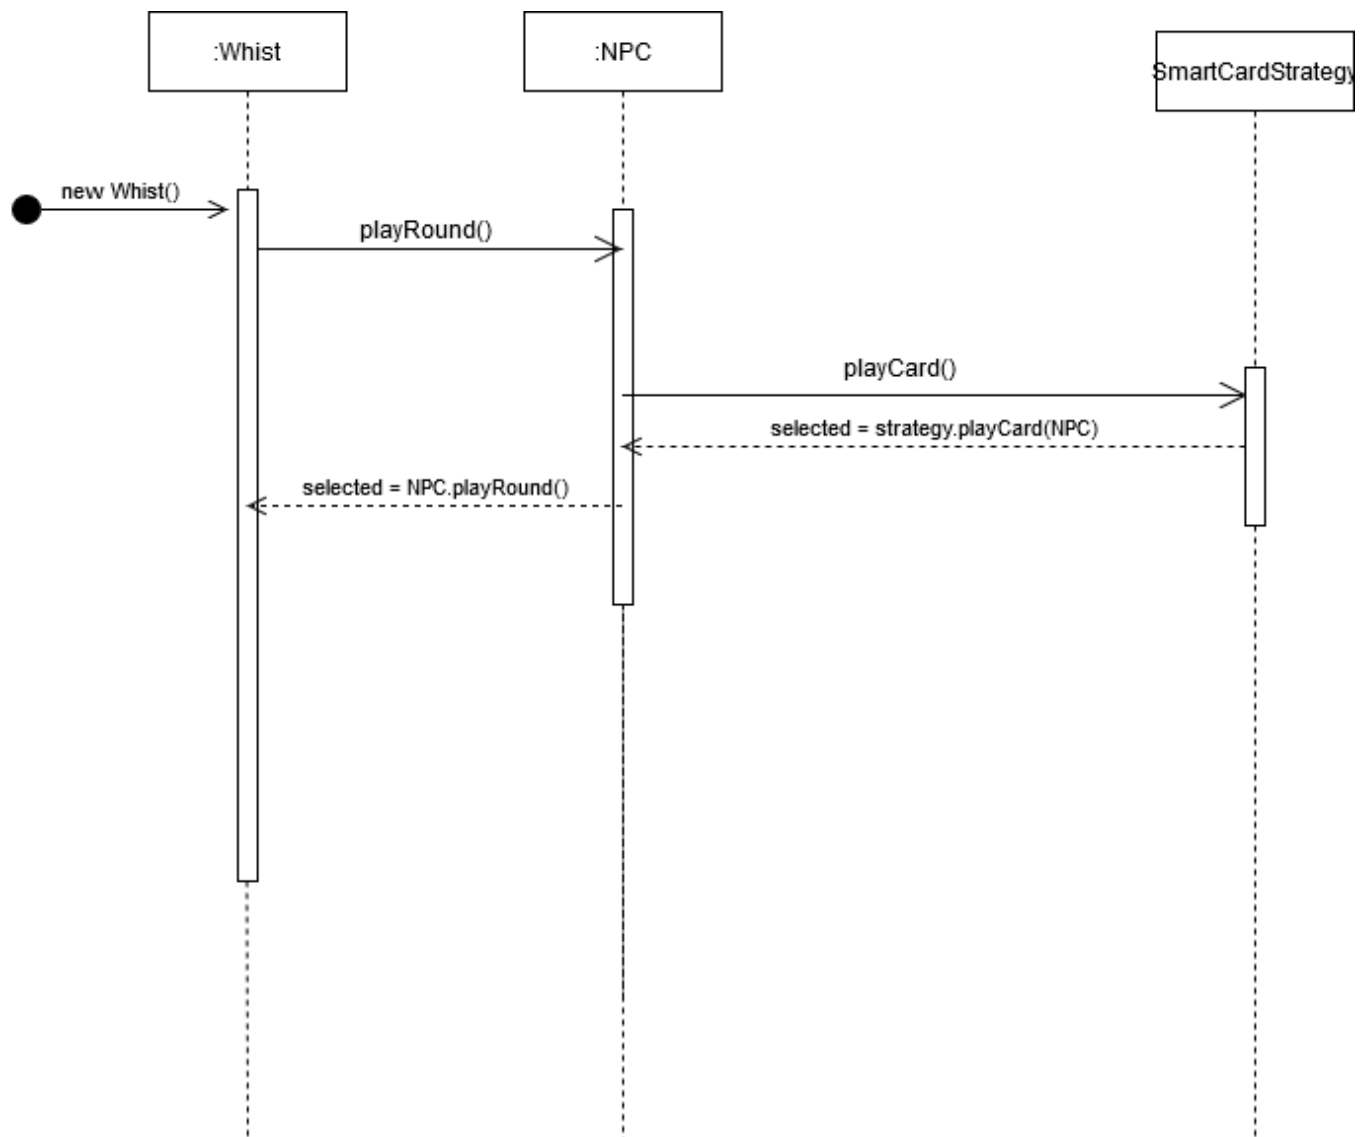 :Whist
:NPC
SmartCardStrategy
new Whist()
playRound()
playCard()
selected = strategy.playCard(NPC)
selected = NPC.playRound()